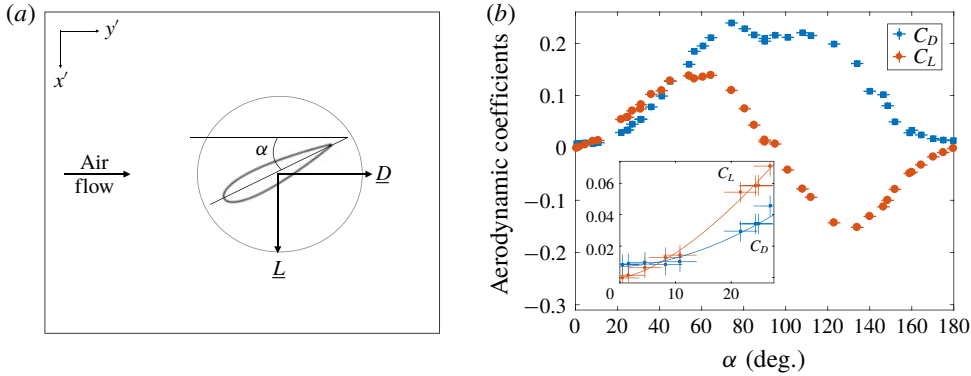 (a)
y′
x′
α
Air
flow
D
L
(b)
Aerodynamic coefficients
0.2
0.1
0
−0.1
−0.2
−0.3
C_D
C_L
0.06
0.04
0.02
0
10
20
C_L
C_D
0 20 40 60 80 100 120 140 160 180
α (deg.)